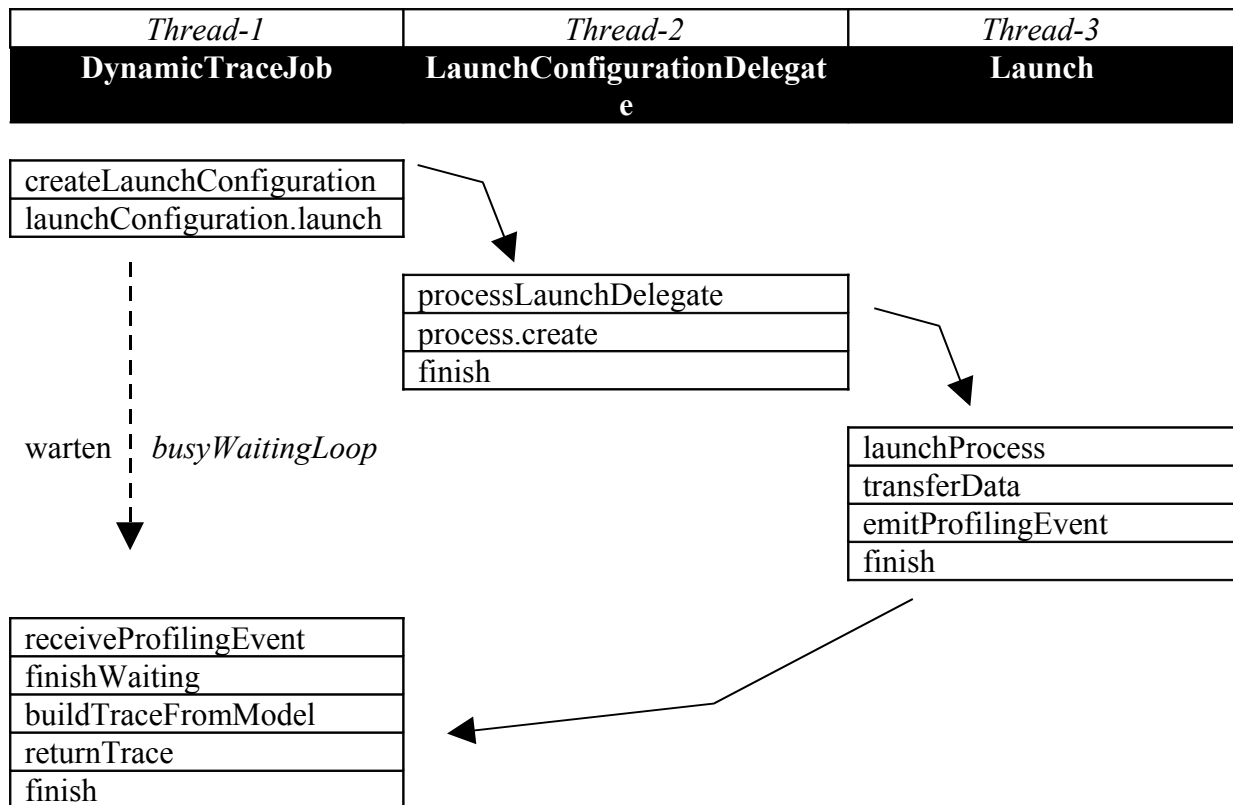 Thread-1
Thread-2
Thread-3
DynamicTraceJob
LaunchConfigurationDelegat
e
Launch
createLaunchConfiguration
launchConfiguration.launch
processLaunchDelegate
process.create
finish
warten
busyWaitingLoop
launchProcess
transferData
emitProfilingEvent
finish
receiveProfilingEvent
finishWaiting
buildTraceFromModel
returnTrace
finish